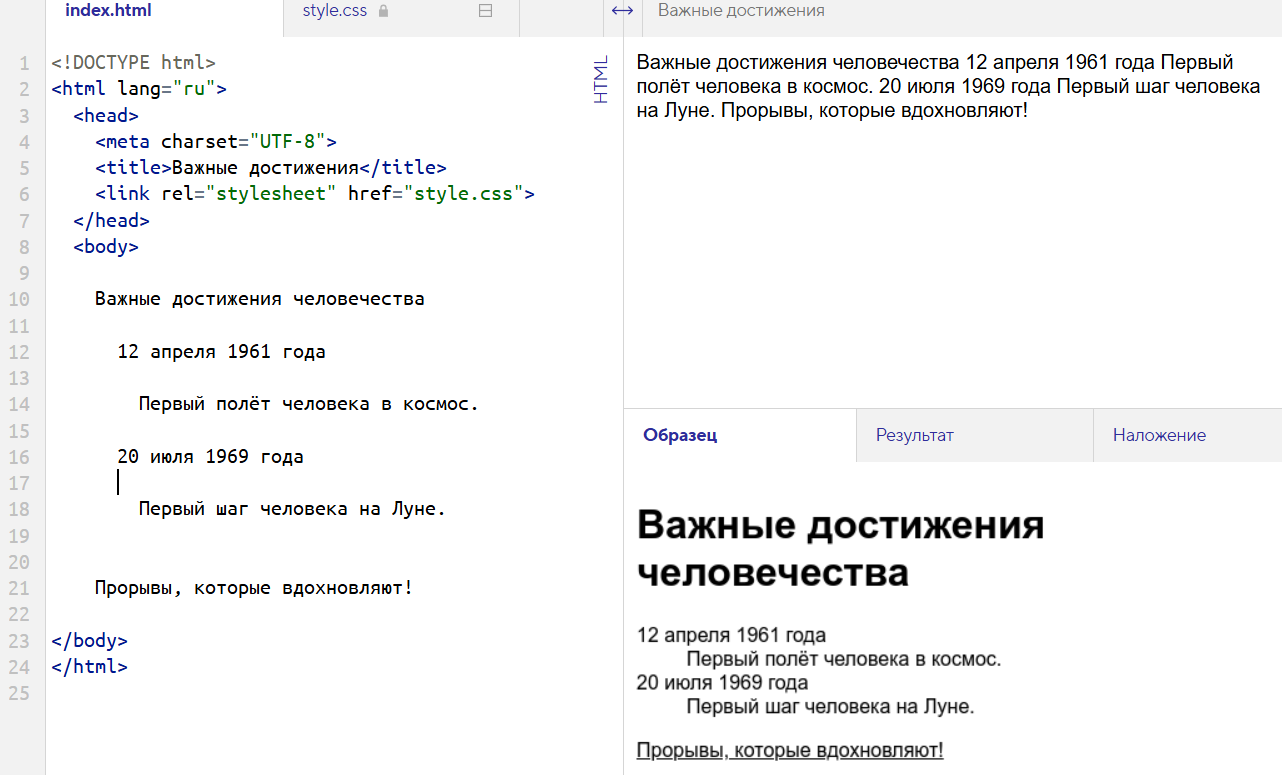 index.html
style.css
Важные достижения
HTML
1 <!DOCTYPE html>
2 <html lang="ru">
3 <head>
4 <meta charset="UTF-8">
5 <title>Важные достижения</title>
6 <link rel="stylesheet" href="style.css">
7 </head>
8 <body>
9
10 Важные достижения человечества
11
12 12 апреля 1961 года
13
14 Первый полёт человека в космос.
15
16 20 июля 1969 года
17
18 Первый шаг человека на Луне.
19
20
21 Прорывы, которые вдохновляют!
22
23 </body>
24 </html>
25
Важные достижения человечества 12 апреля 1961 года Первый
полёт человека в космос. 20 июля 1969 года Первый шаг человека
на Луне. Прорывы, которые вдохновляют!
Образец
Результат
Наложение
Важные достижения
человечества
12 апреля 1961 года
Первый полёт человека в космос.
20 июля 1969 года
Первый шаг человека на Луне.
Прорывы, которые вдохновляют!